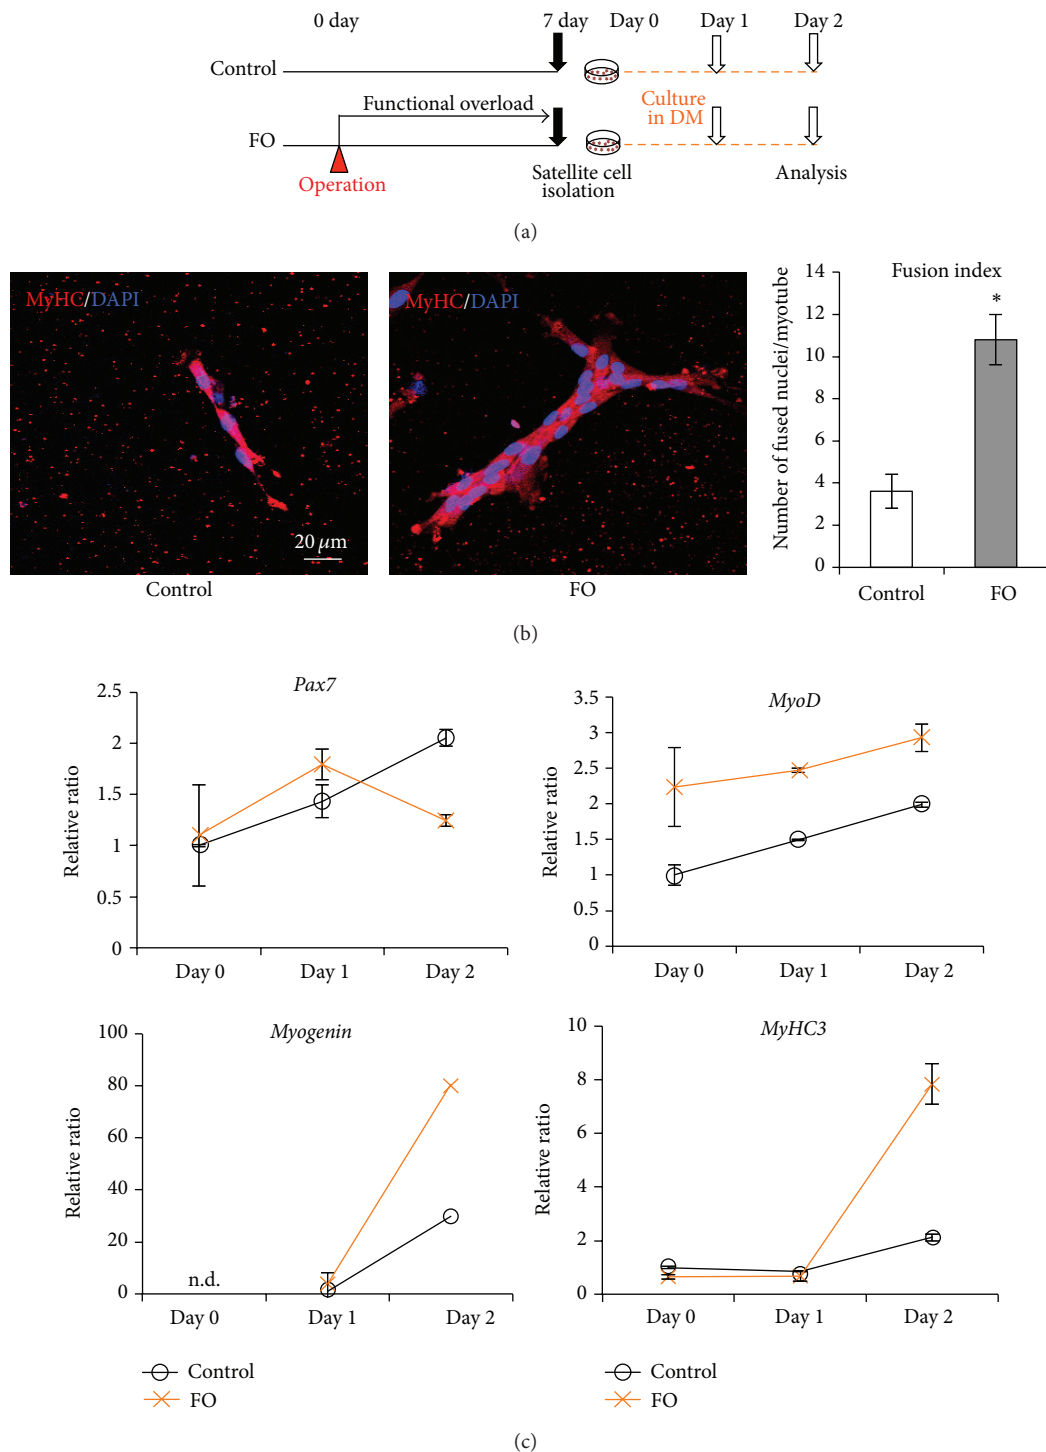 0 day 7 day Day 0 Day 1 Day 2
Control
Functional overload
Culture
in DM
FO
Operation
Satellite cell
isolation
Analysis
(a)
MyHC/DAPI
20 μm
Control
MyHC/DAPI
FO
Fusion index
Number of fused nuclei/myotube
14
12
10
8
6
4
2
0
*
Control FO
(b)
Pax7
Relative ratio
2.5
2
1.5
1
0.5
0
Day 0 Day 1 Day 2
MyoD
Relative ratio
3.5
3
2.5
2
1.5
1
0.5
0
Day 0 Day 1 Day 2
Myogenin
Relative ratio
100
80
60
40
20
0
n.d.
Day 0 Day 1 Day 2
Control
FO
MyHC3
Relative ratio
10
8
6
4
2
0
Day 0 Day 1 Day 2
Control
FO
(c)